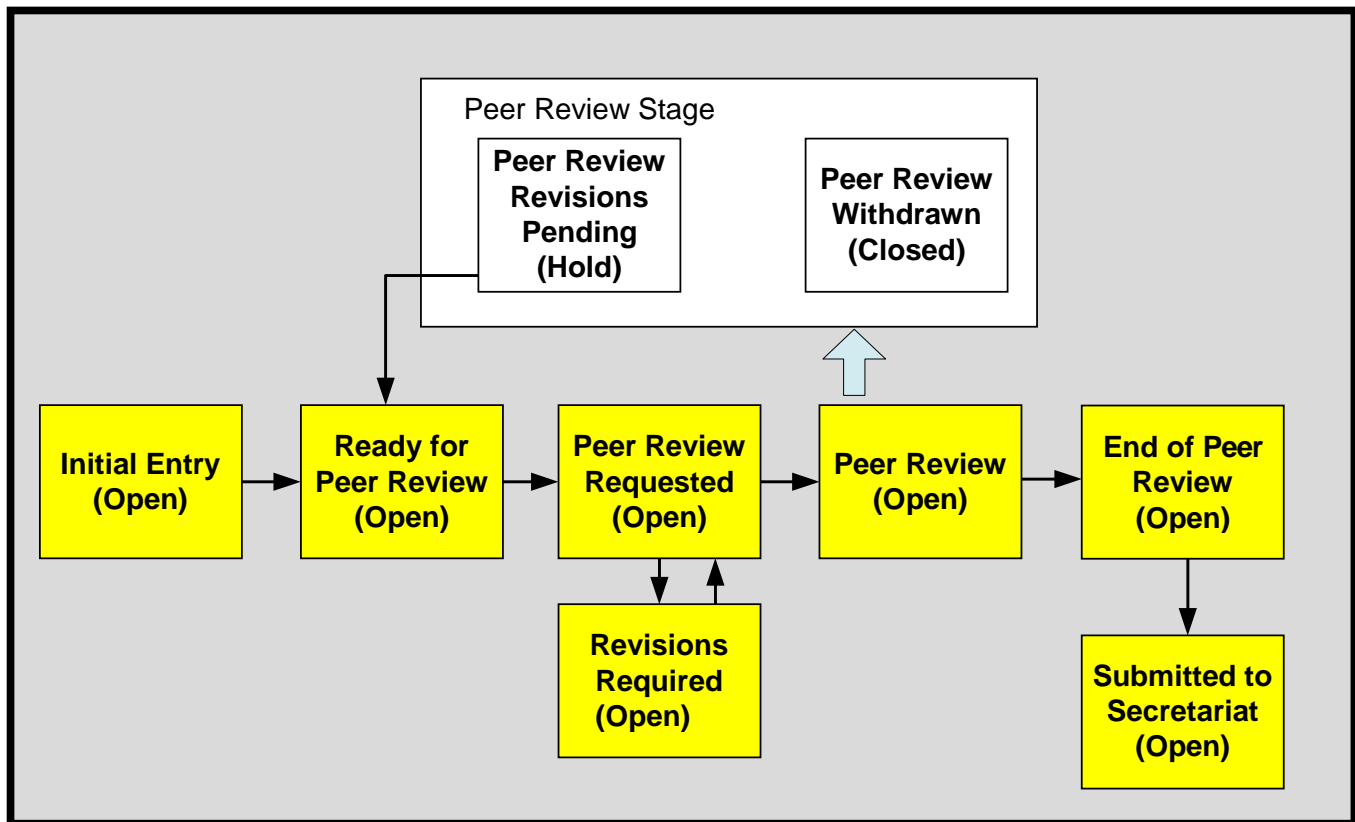 Peer Review Stage
Peer Review
Revisions
Pending
(Hold)
Peer Review
Withdrawn
(Closed)
Initial Entry
(Open)
Ready for
Peer Review
(Open)
Peer Review
Requested
(Open)
Peer Review
(Open)
End of Peer
Review
(Open)
Revisions
Required
(Open)
Submitted to
Secretariat
(Open)